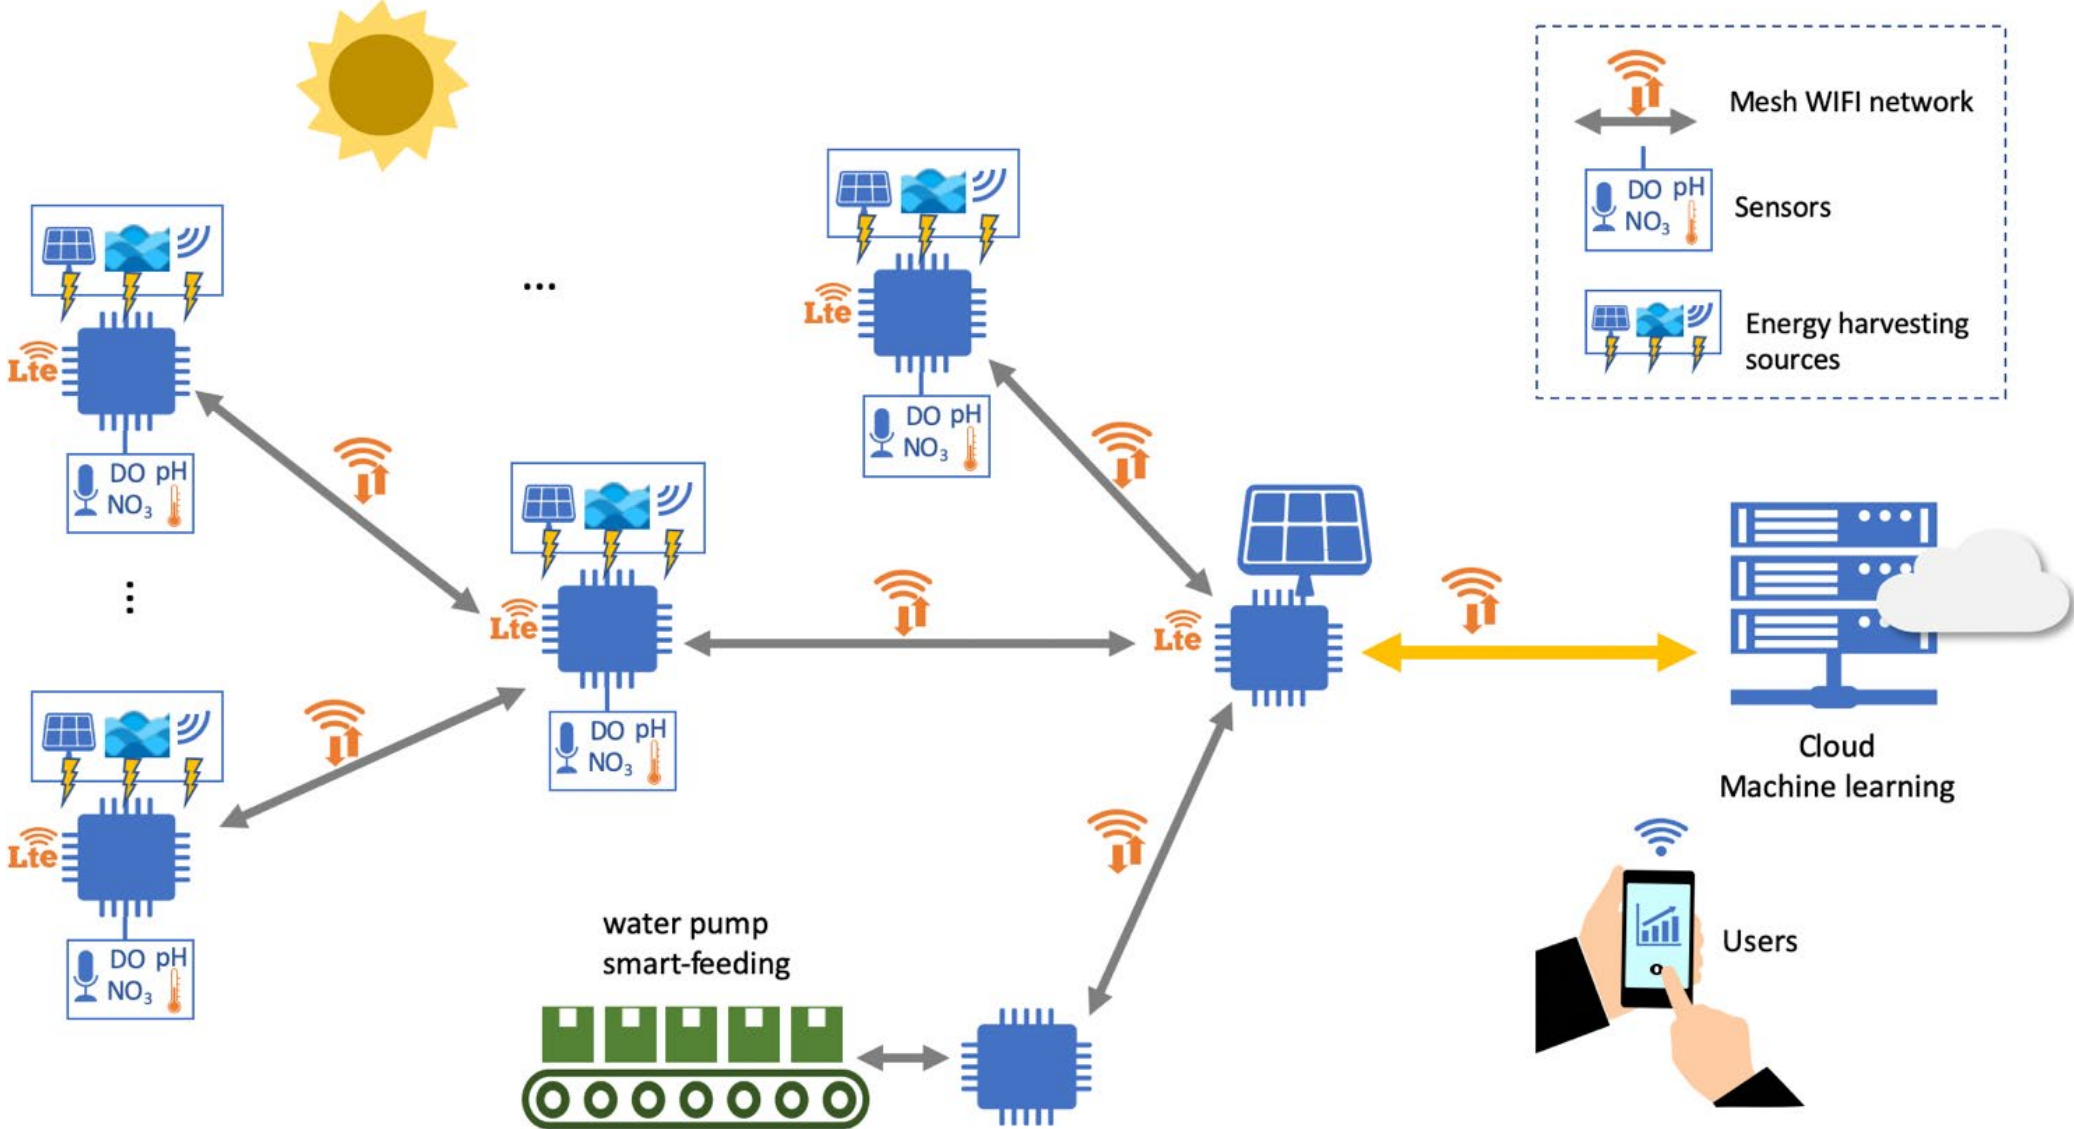 Mesh WIFI network
DO pH
NO₃
Sensors
Energy harvesting
sources
Lte
DO pH
NO₃
...
Lte
DO pH
NO₃
...
Lte
DO pH
NO₃
Lte
Lte
DO pH
NO₃
Cloud
Machine learning
water pump
smart-feeding
Users